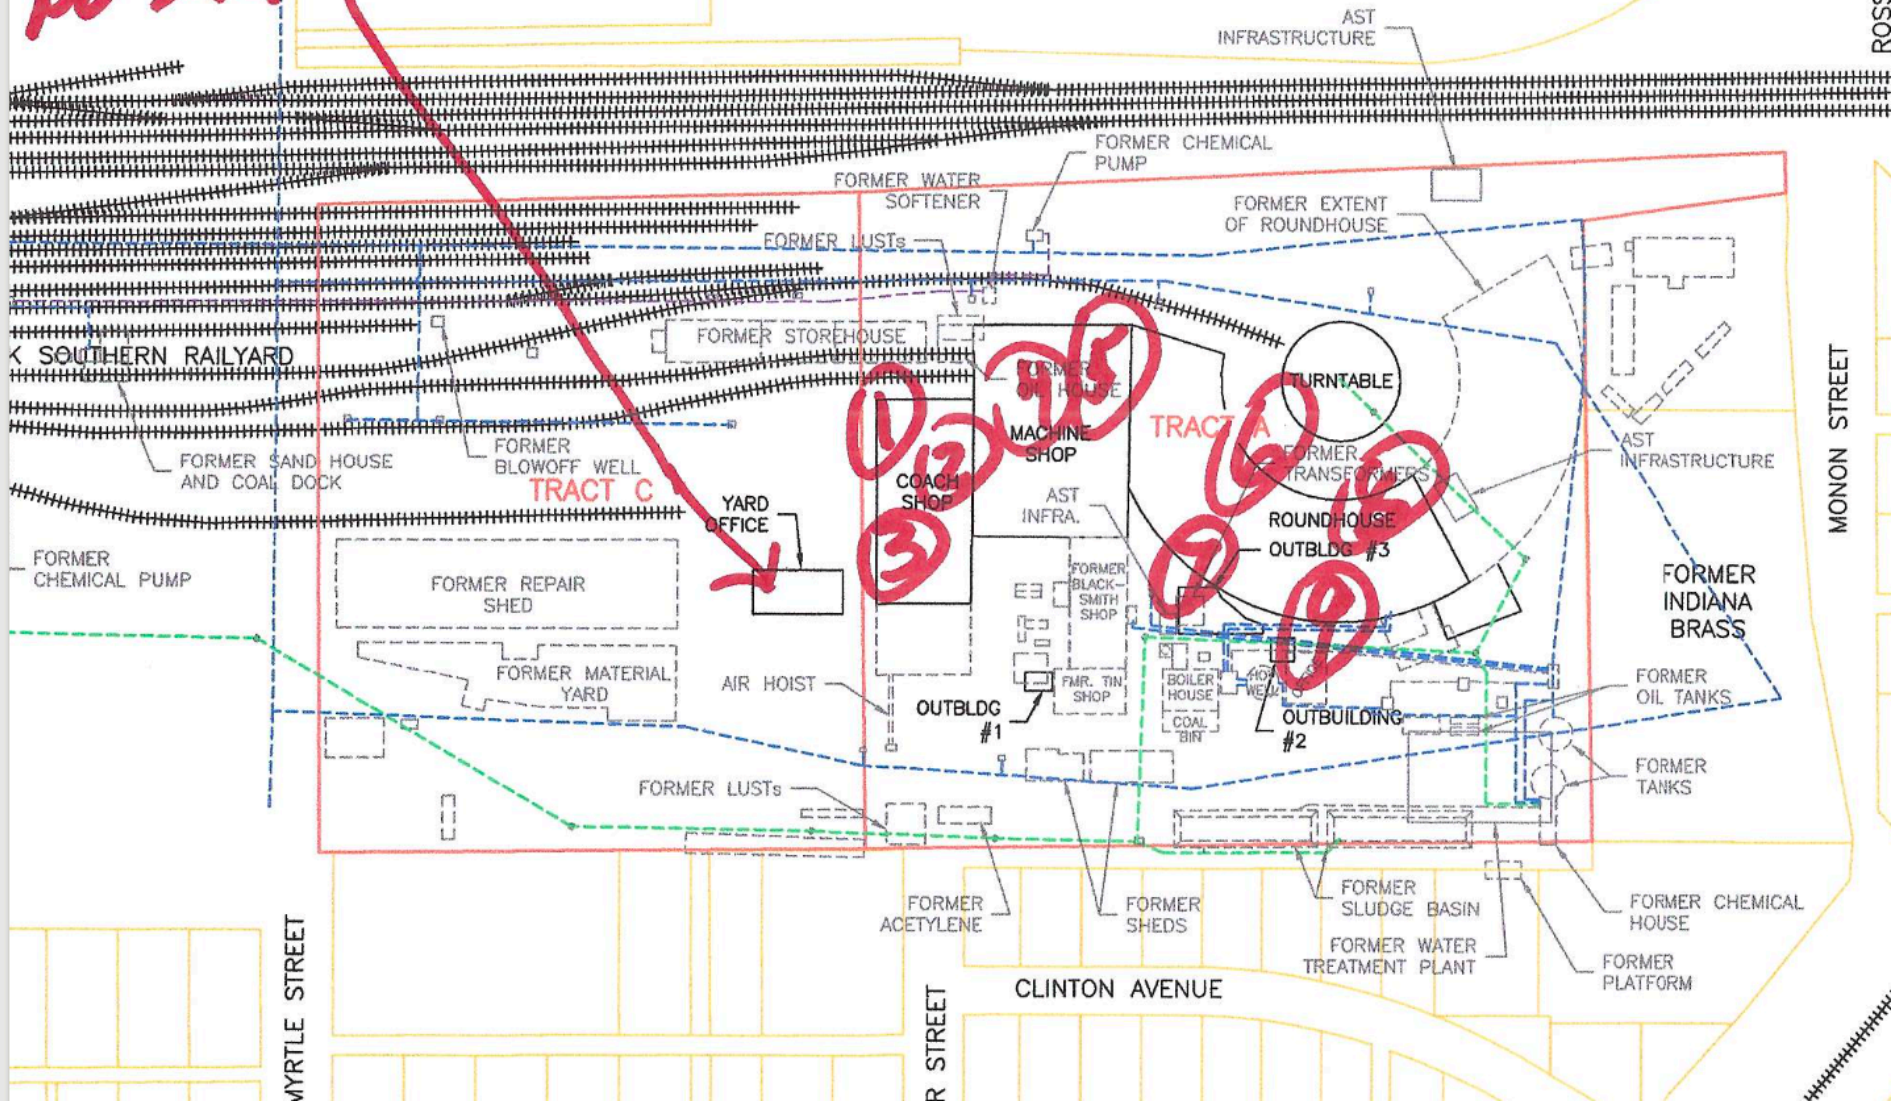 AST
INFRASTRUCTURE
FORMER CHEMICAL
PUMP
FORMER WATER
SOFTENER
FORMER EXTENT
OF ROUNDHOUSE
FORMER LUSTs
FORMER STOREHOUSE
K SOUTHERN RAILYARD
FORMER
OIL HOUSE
TURNTABLE
MACHINE
SHOP
TRACT A
FORMER
TRANSFORMERS
AST
INFRASTRUCTURE
MONON STREET
FORMER SAND HOUSE
AND COAL DOCK
FORMER
BLOWOFF WELL
TRACT C
COACH
SHOP
YARD
OFFICE
AST
INFRA.
ROUNDHOUSE
OUTBLDG #3
1
2
3
4
5
6
7
8
9
FORMER
CHEMICAL PUMP
FORMER REPAIR
SHED
FORMER
BLACK-
SMITH
SHOP
FORMER
INDIANA
BRASS
FORMER MATERIAL
YARD
AIR HOIST
FMR. TIN
SHOP
BOILER
HOUSE
HOT
WELL
OUTBLDG
#1
COAL
BIN
OUTBUILDING
#2
FORMER
OIL TANKS
FORMER LUSTs
FORMER
TANKS
FORMER
ACETYLENE
FORMER
SHEDS
FORMER
SLUDGE BASIN
FORMER WATER
TREATMENT PLANT
FORMER CHEMICAL
HOUSE
FORMER
PLATFORM
MYRTLE STREET
R STREET
CLINTON AVENUE
ROSS